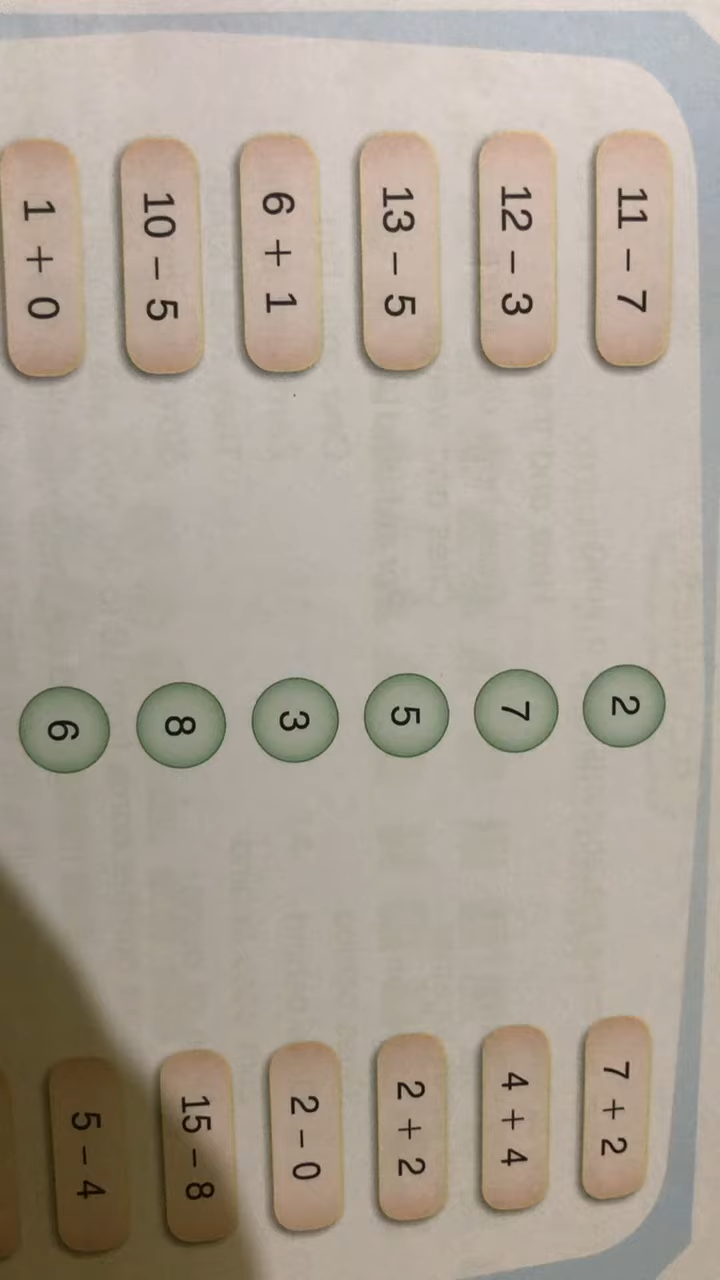 11 – 7 2 7 + 2
12 – 3 7 4 + 4
13 – 5 5 2 + 2
6 + 1 3 2 – 0
10 – 5 8 15 – 8
1 + 0 6 5 – 4